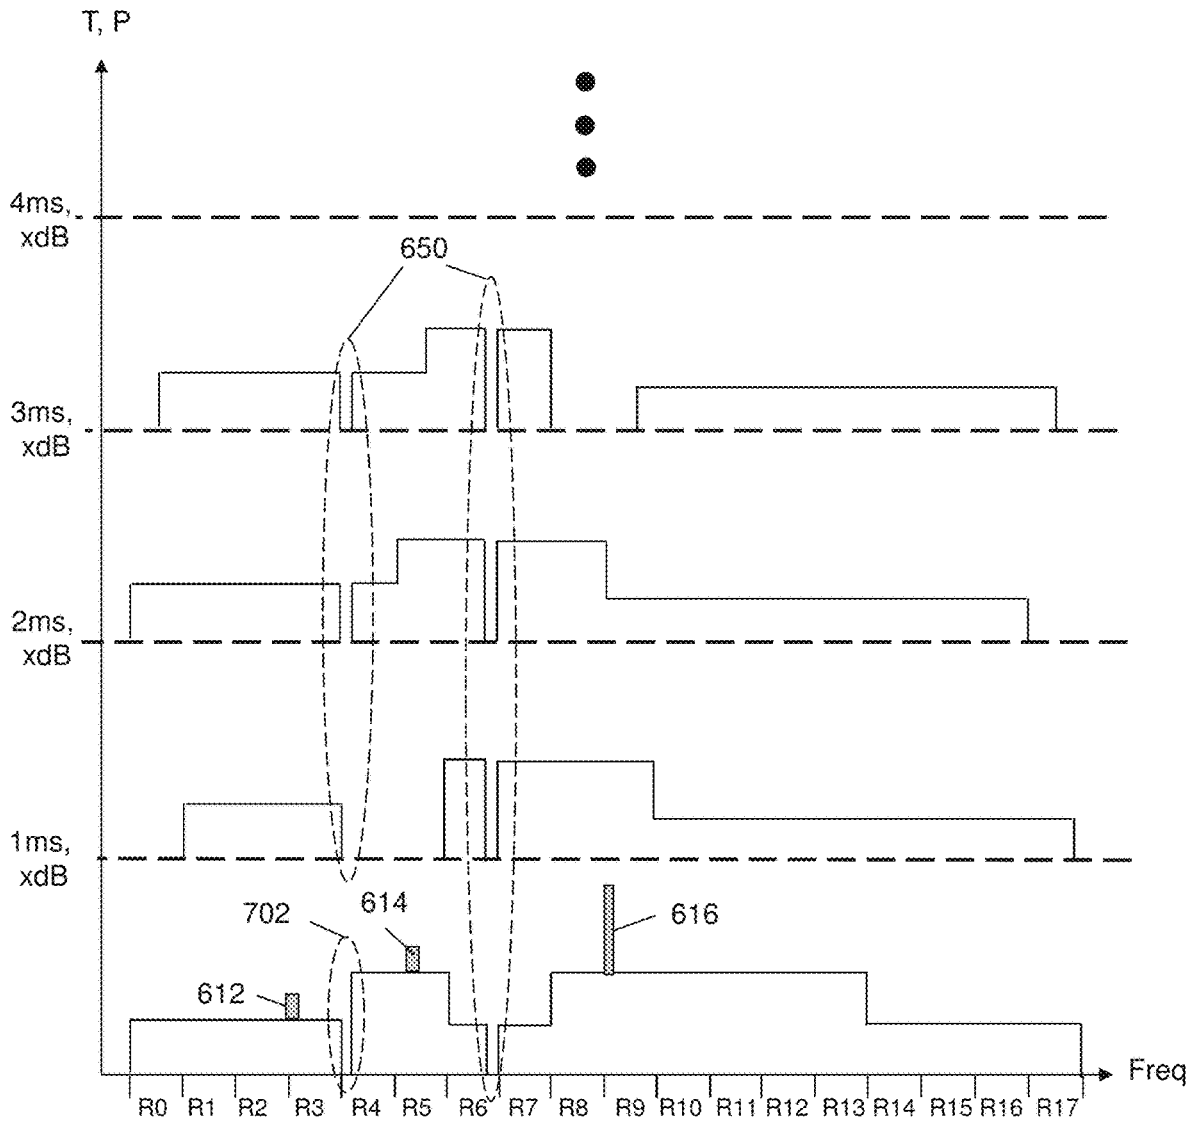 T, P
4ms,
xdB
650
3ms,
xdB
2ms,
xdB
1ms,
xdB
702
614
616
612
Freq
R0 R1 R2 R3 R4 R5 R6 R7 R8 R9 R10 R11 R12 R13 R14 R15 R16 R17